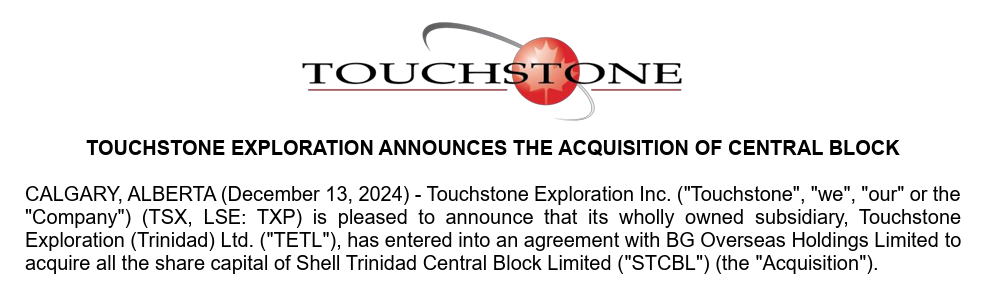 TOUCHSTONE
TOUCHSTONE EXPLORATION ANNOUNCES THE ACQUISITION OF CENTRAL BLOCK
CALGARY, ALBERTA (December 13, 2024) - Touchstone Exploration Inc. ("Touchstone", "we", "our" or the
"Company") (TSX, LSE: TXP) is pleased to announce that its wholly owned subsidiary, Touchstone
Exploration (Trinidad) Ltd. ("TETL"), has entered into an agreement with BG Overseas Holdings Limited to
acquire all the share capital of Shell Trinidad Central Block Limited ("STCBL") (the "Acquisition").